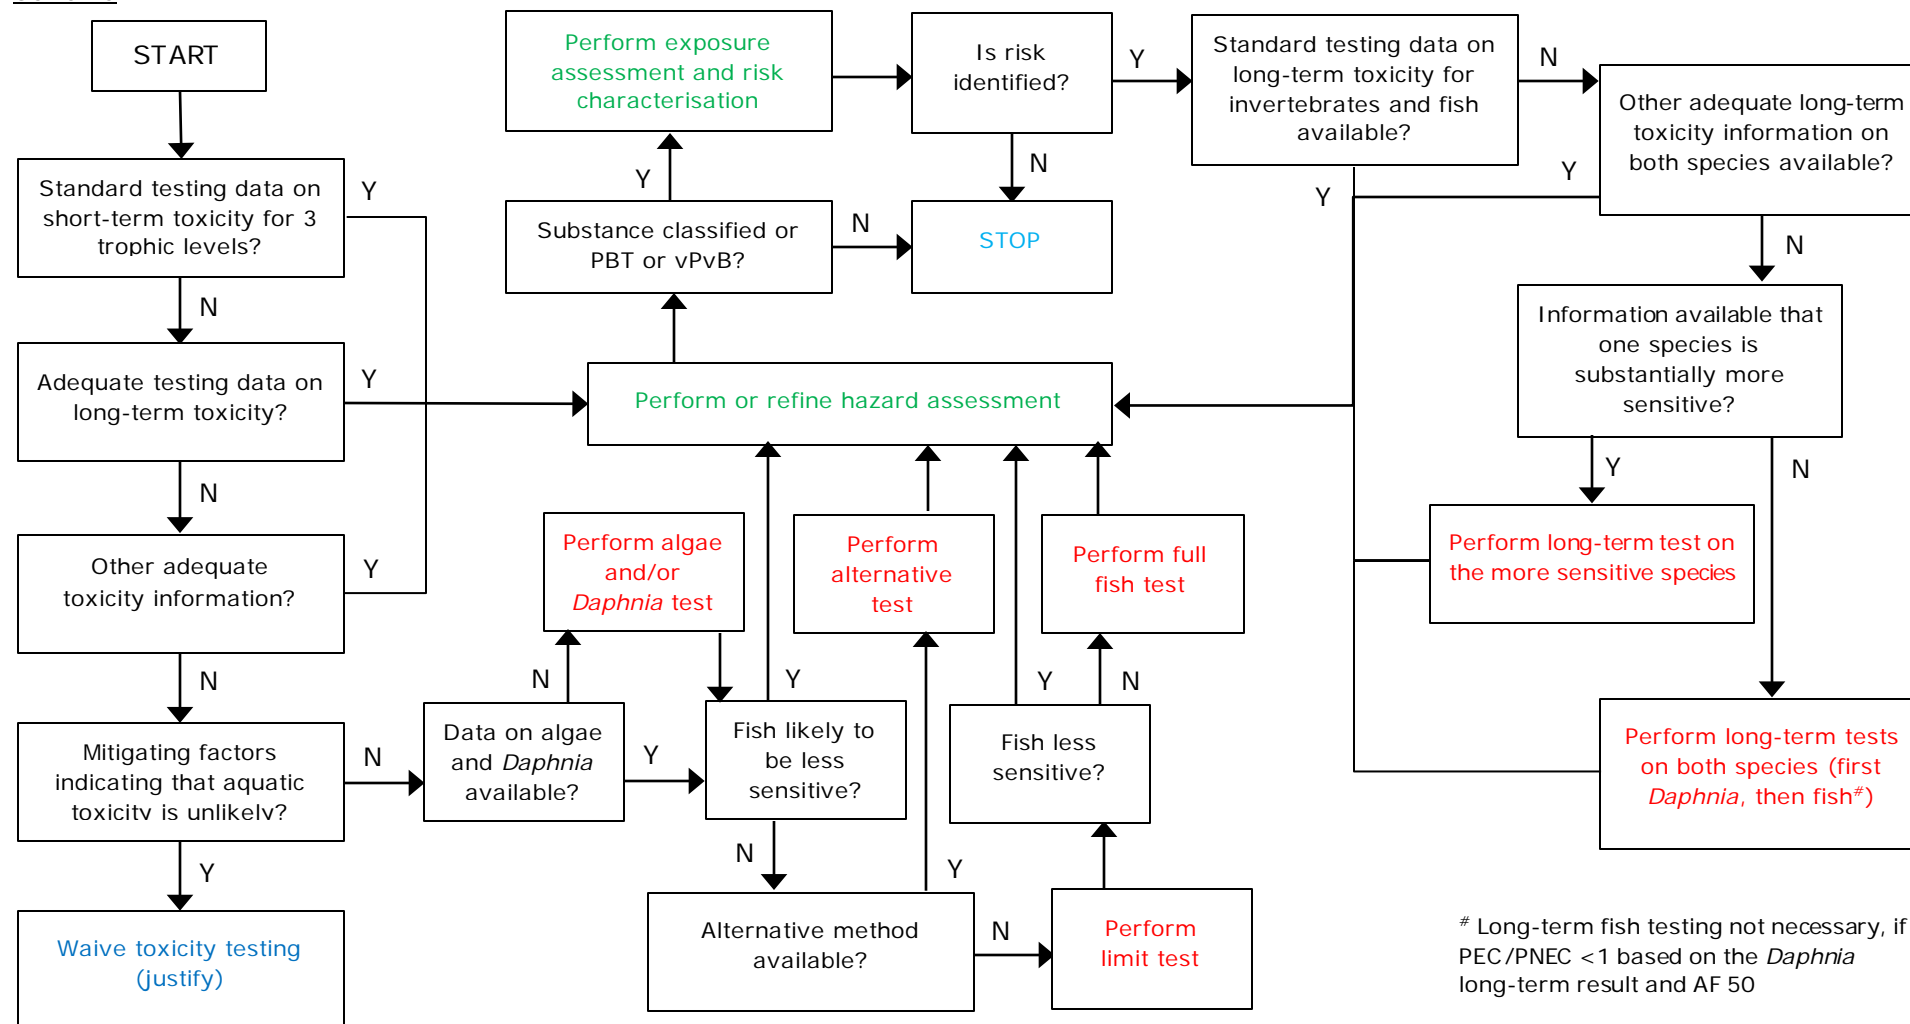 START
Standard testing data on
short-term toxicity for 3
trophic levels?
Y
N
Adequate testing data on
long-term toxicity?
Y
N
Other adequate
toxicity information?
Y
N
Mitigating factors
indicating that aquatic
toxicity is unlikely?
N
Y
Waive toxicity testing
(justify)
Perform exposure
assessment and risk
characterisation
Y
Substance classified or
PBT or vPvB?
N
STOP
Is risk
identified?
Y
N
Perform or refine hazard assessment
Perform algae
and/or
Daphnia test
N
Data on algae
and Daphnia
available?
Y
Fish likely to
be less
sensitive?
Y
N
Perform
alternative
test
Y
Alternative method
available?
N
Perform
limit test
Fish less
sensitive?
Y
N
Perform full
fish test
Standard testing data on
long-term toxicity for
invertebrates and fish
available?
N
Y
Other adequate long-term
toxicity information on
both species available?
Y
N
Information available that
one species is
substantially more
sensitive?
Y
N
Perform long-term test on
the more sensitive species
Perform long-term tests
on both species (first
Daphnia, then fish#)
# Long-term fish testing not necessary, if
PEC/PNEC <1 based on the Daphnia
long-term result and AF 50